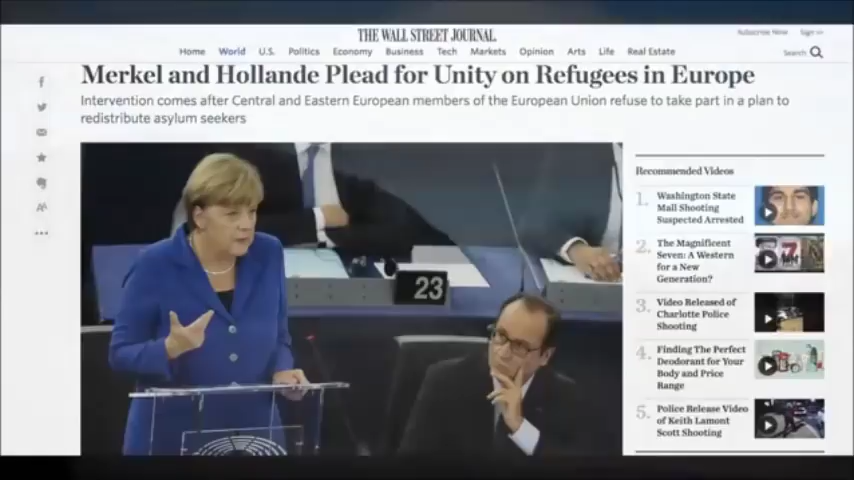 THE WALL STREET JOURNAL.
Subscribe Now Sign In
Home World U.S. Politics Economy Business Tech Markets Opinion Arts Life Real Estate
Search
Merkel and Hollande Plead for Unity on Refugees in Europe
Intervention comes after Central and Eastern European members of the European Union refuse to take part in a plan to
redistribute asylum seekers
23
Recommended Videos
1. Washington State
Mall Shooting
Suspected Arrested
2. The Magnificent
Seven: A Western
for a New
Generation?
7
3. Video Released of
Charlotte Police
Shooting
4. Finding The Perfect
Deodorant for Your
Body and Price
Range
5. Police Release Video
of Keith Lamont
Scott Shooting